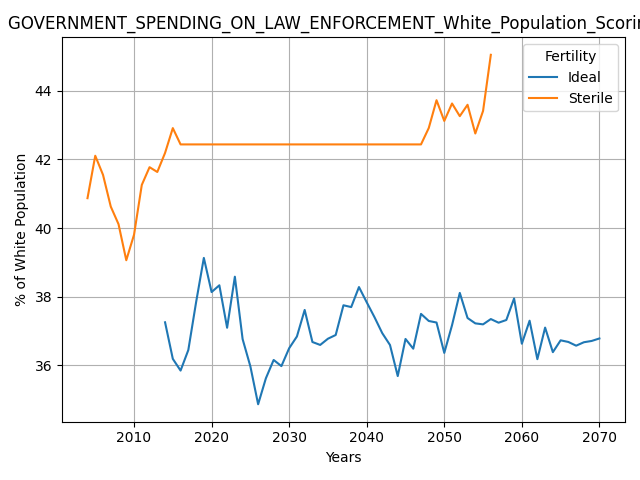 GOVERNMENT_SPENDING_ON_LAW_ENFORCEMENT_White_Population_Scorin
Fertility
Ideal
Sterile
% of White Population
44
42
40
38
36
2010 2020 2030 2040 2050 2060 2070
Years